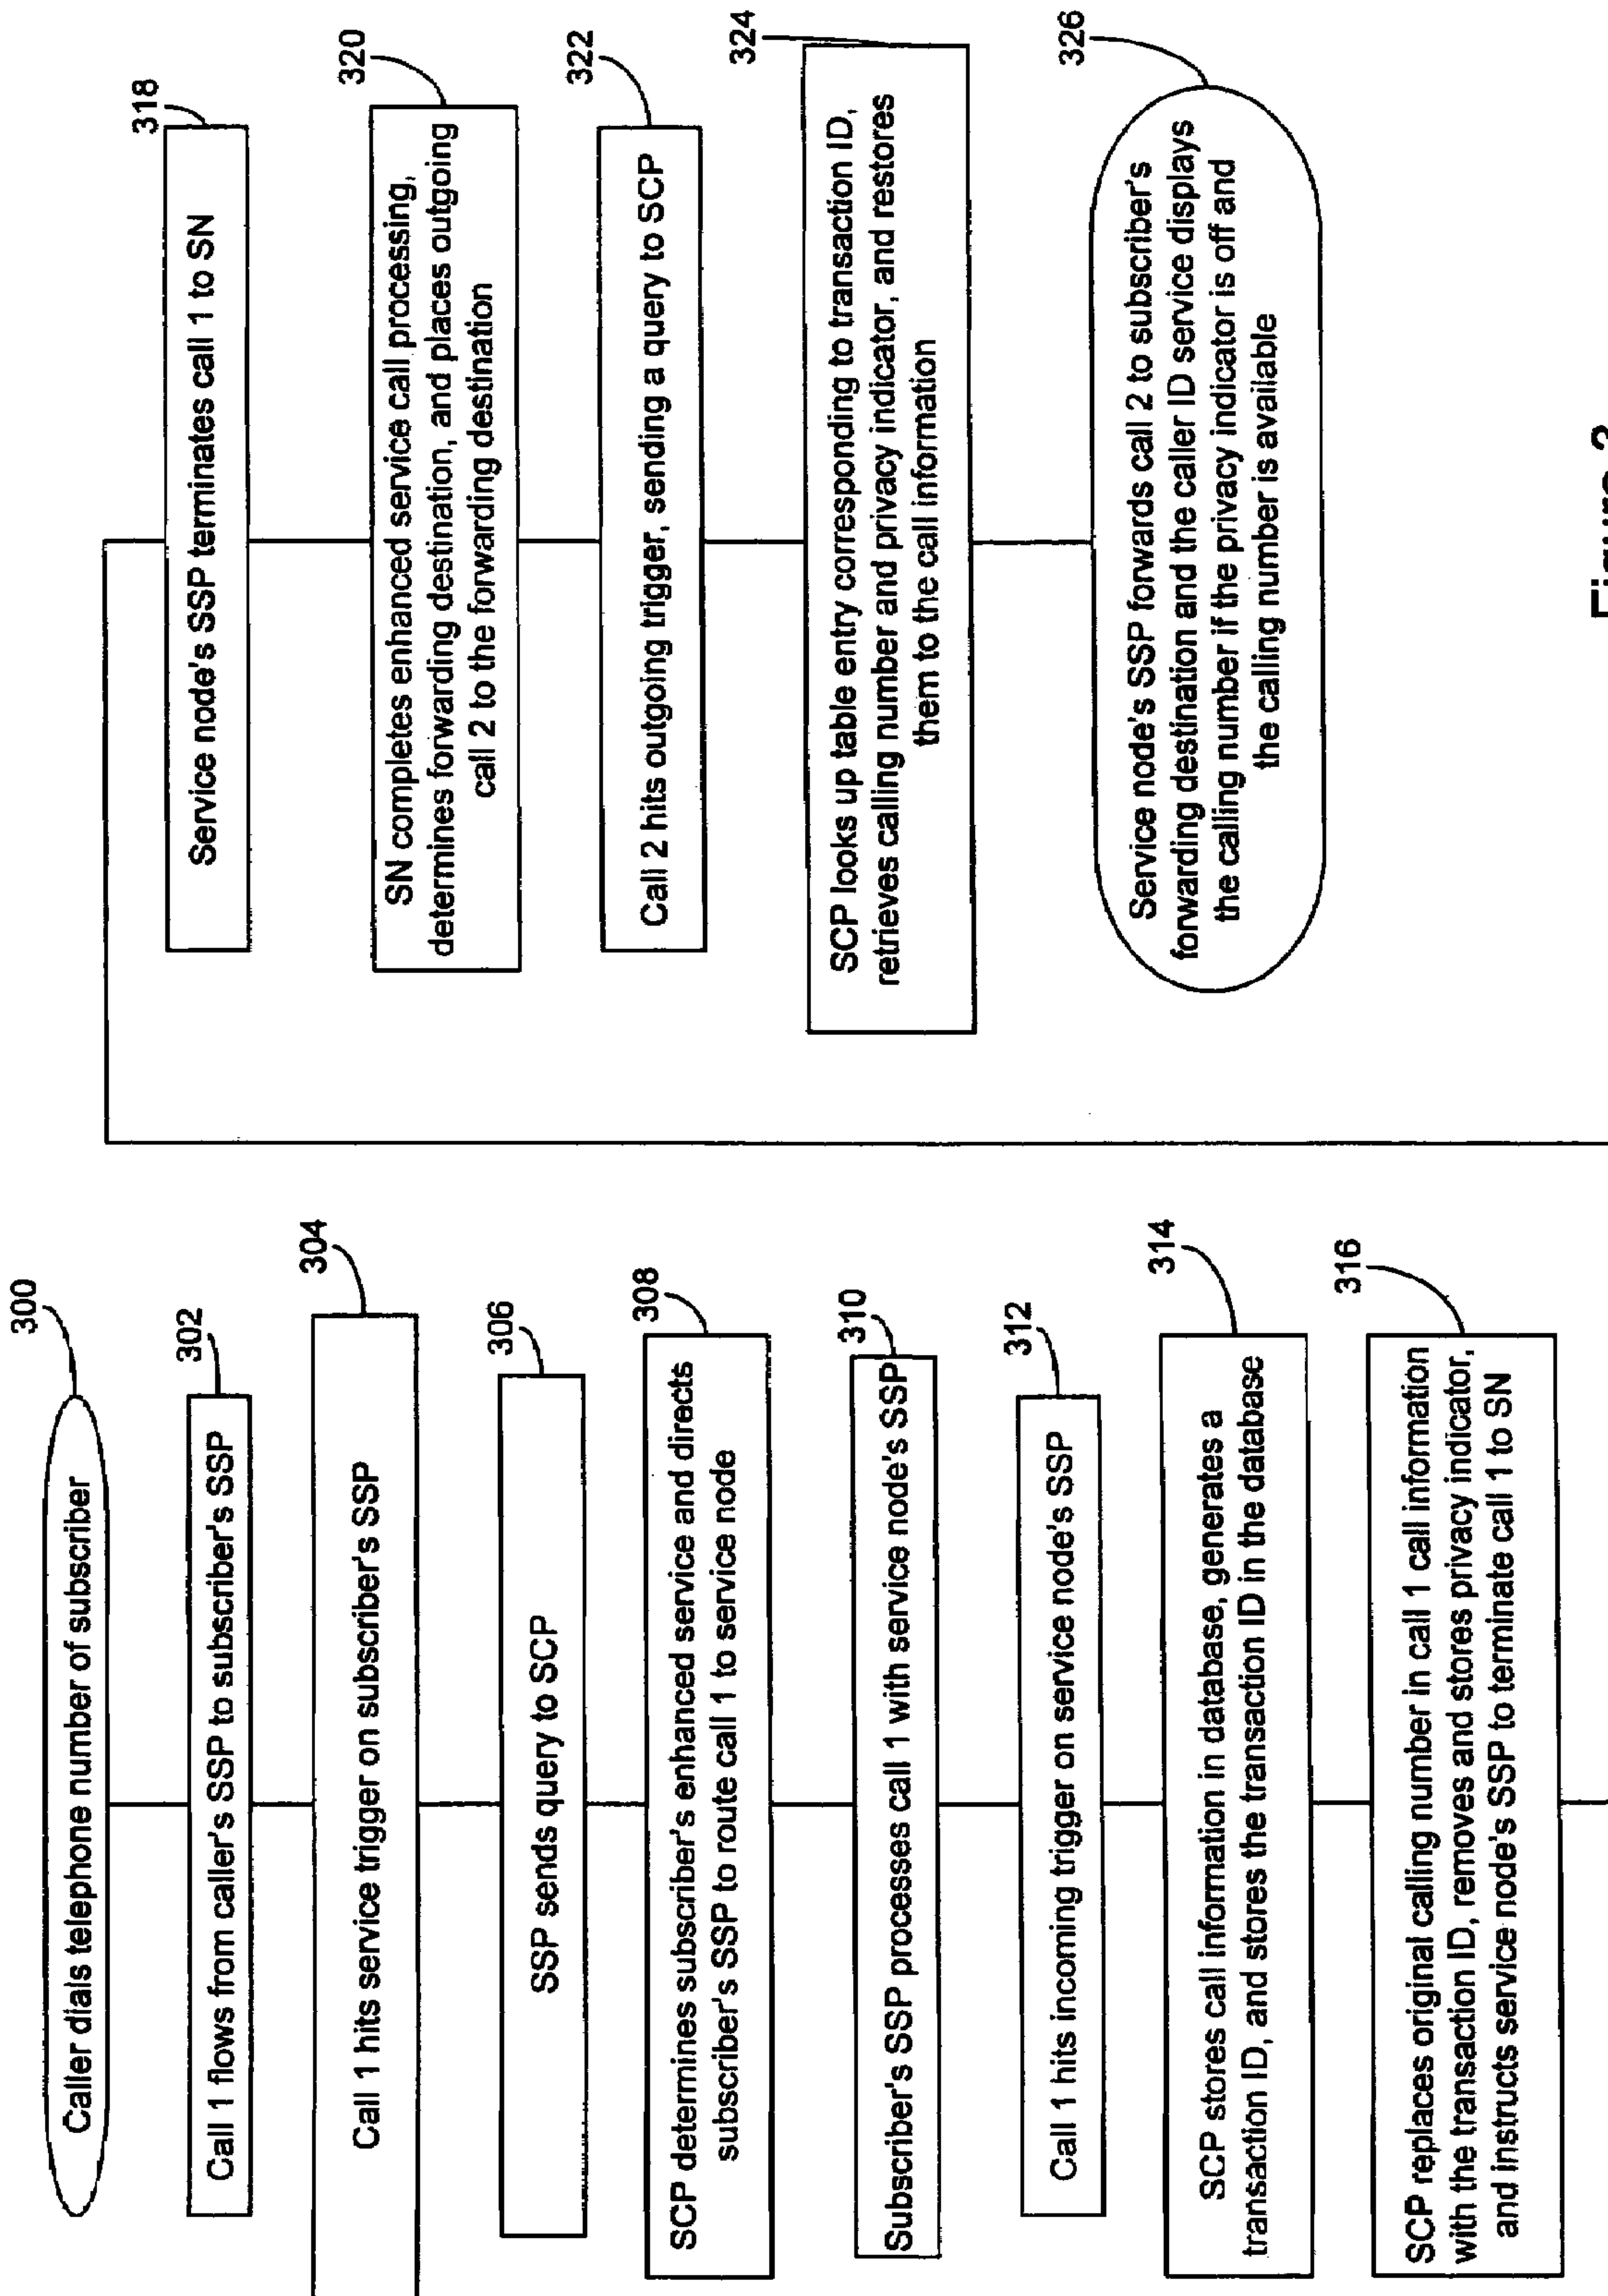 300
Caller dials telephone number of subscriber
302
Call 1 flows from caller's SSP to subscriber's SSP
304
Call 1 hits service trigger on subscriber's SSP
306
SSP sends query to SCP
308
SCP determines subscriber's enhanced service and directs
subscriber's SSP to route call 1 to service node
310
Subscriber's SSP processes call 1 with service node's SSP
312
Call 1 hits incoming trigger on service node's SSP
314
SCP stores call information in database, generates a
transaction ID, and stores the transaction ID in the database
316
SCP replaces original calling number in call 1 call information
with the transaction ID, removes and stores privacy indicator,
and instructs service node's SSP to terminate call 1 to SN
318
Service node's SSP terminates call 1 to SN
320
SN completes enhanced service call processing,
determines forwarding destination, and places outgoing
call 2 to the forwarding destination
322
Call 2 hits outgoing trigger, sending a query to SCP
324
SCP looks up table entry corresponding to transaction ID,
retrieves calling number and privacy indicator, and restores
them to the call information
326
Service node's SSP forwards call 2 to subscriber's
forwarding destination and the caller ID service displays
the calling number if the privacy indicator is off and
the calling number is available
Figure 3